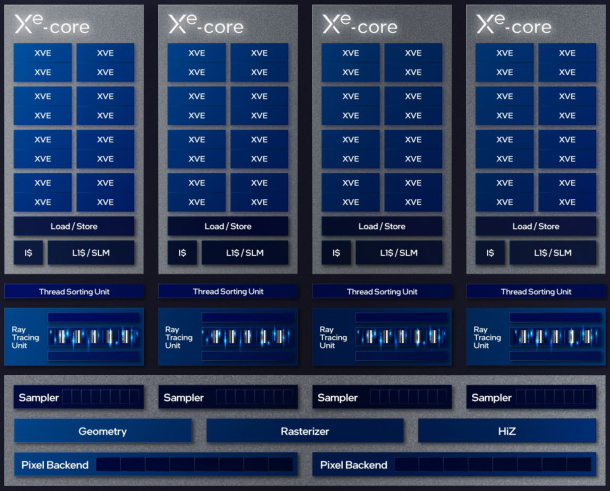 Xe-core Xe-core Xe-core Xe-core
XVE XVE XVE XVE XVE XVE XVE XVE
XVE XVE XVE XVE XVE XVE XVE XVE
XVE XVE XVE XVE XVE XVE XVE XVE
XVE XVE XVE XVE XVE XVE XVE XVE
XVE XVE XVE XVE XVE XVE XVE XVE
XVE XVE XVE XVE XVE XVE XVE XVE
XVE XVE XVE XVE XVE XVE XVE XVE
XVE XVE XVE XVE XVE XVE XVE XVE
Load/Store Load/Store Load/Store Load/Store
I$ L1$/SLM I$ L1$/SLM I$ L1$/SLM I$ L1$/SLM
Thread Sorting Unit Thread Sorting Unit Thread Sorting Unit Thread Sorting Unit
Ray Ray Ray Ray
Tracing Tracing Tracing Tracing
Unit Unit Unit Unit
Sampler Sampler Sampler Sampler
Geometry Rasterizer HiZ
Pixel Backend Pixel Backend